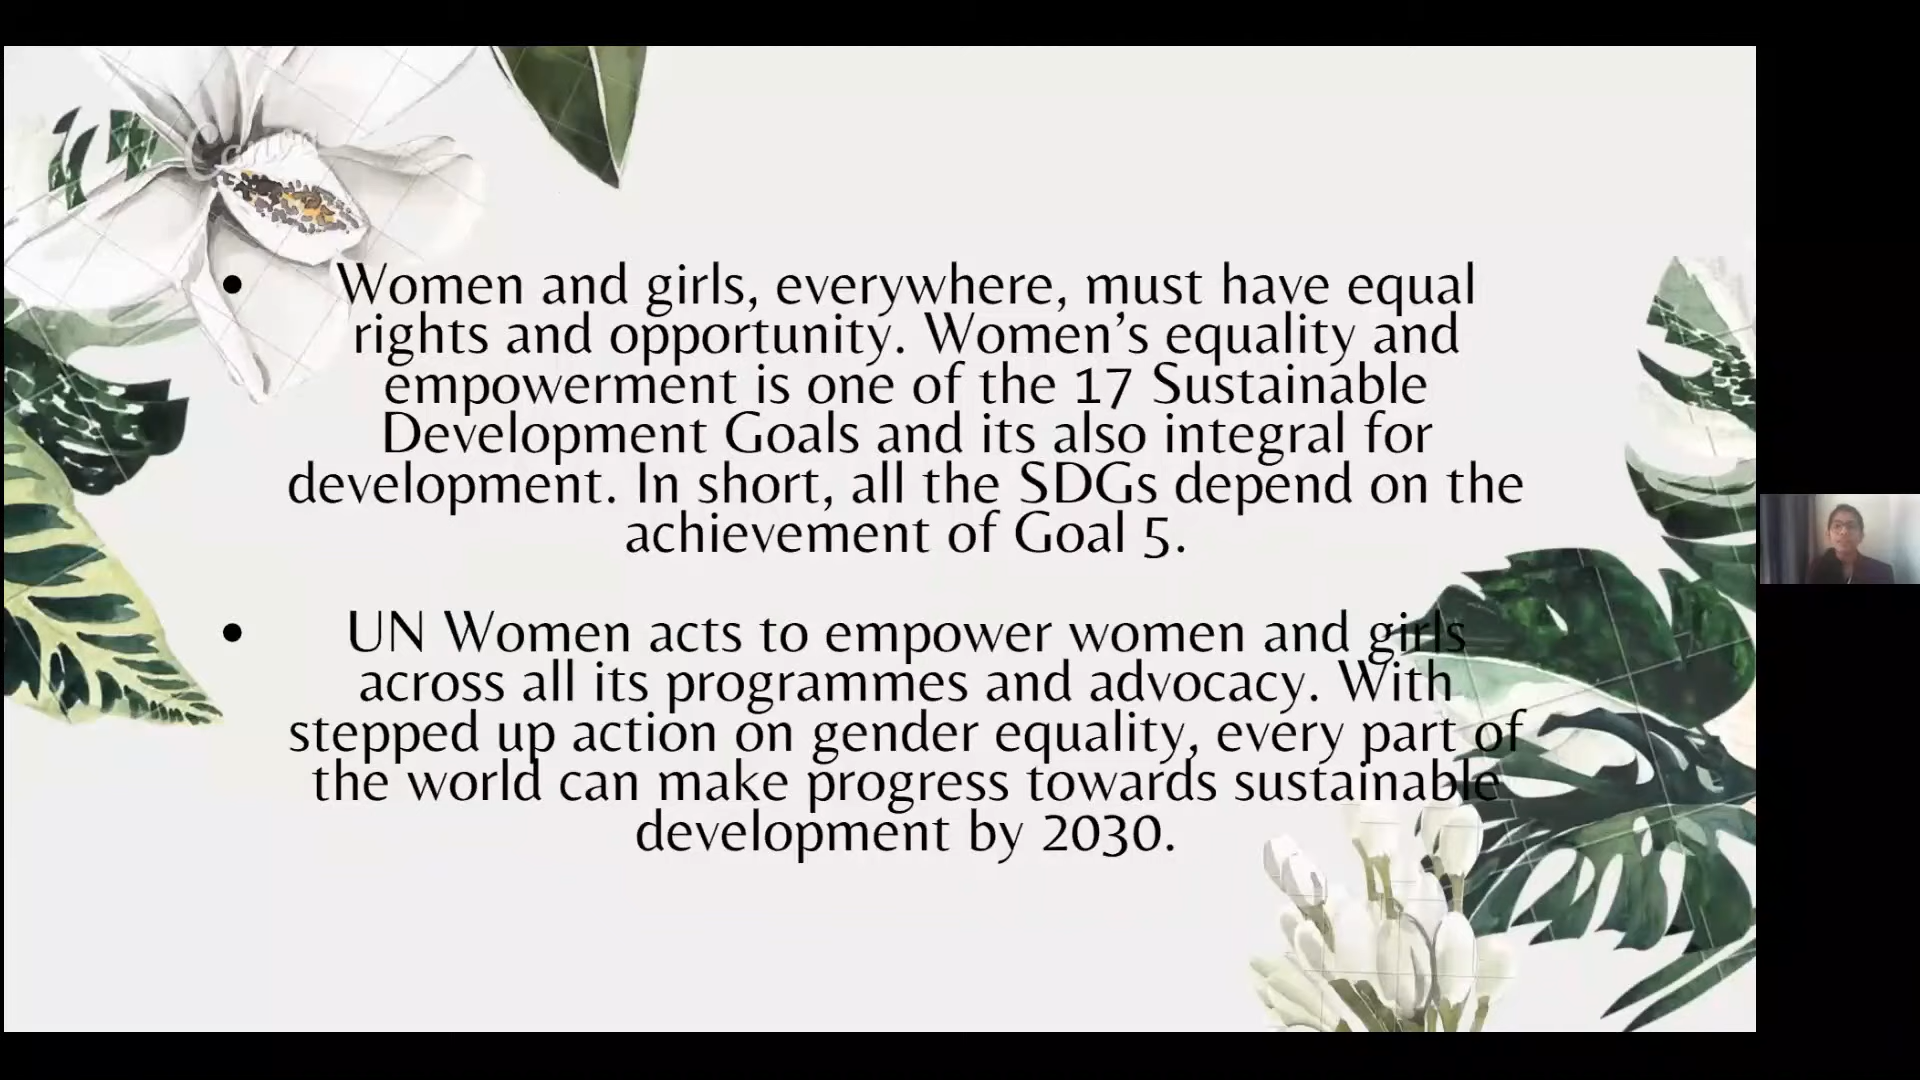 Canva
• Women and girls, everywhere, must have equal
rights and opportunity. Women’s equality and
empowerment is one of the 17 Sustainable
Development Goals and its also integral for
development. In short, all the SDGs depend on the
achievement of Goal 5.
• UN Women acts to empower women and girls
across all its programmes and advocacy. With
stepped up action on gender equality, every part of
the world can make progress towards sustainable
development by 2030.